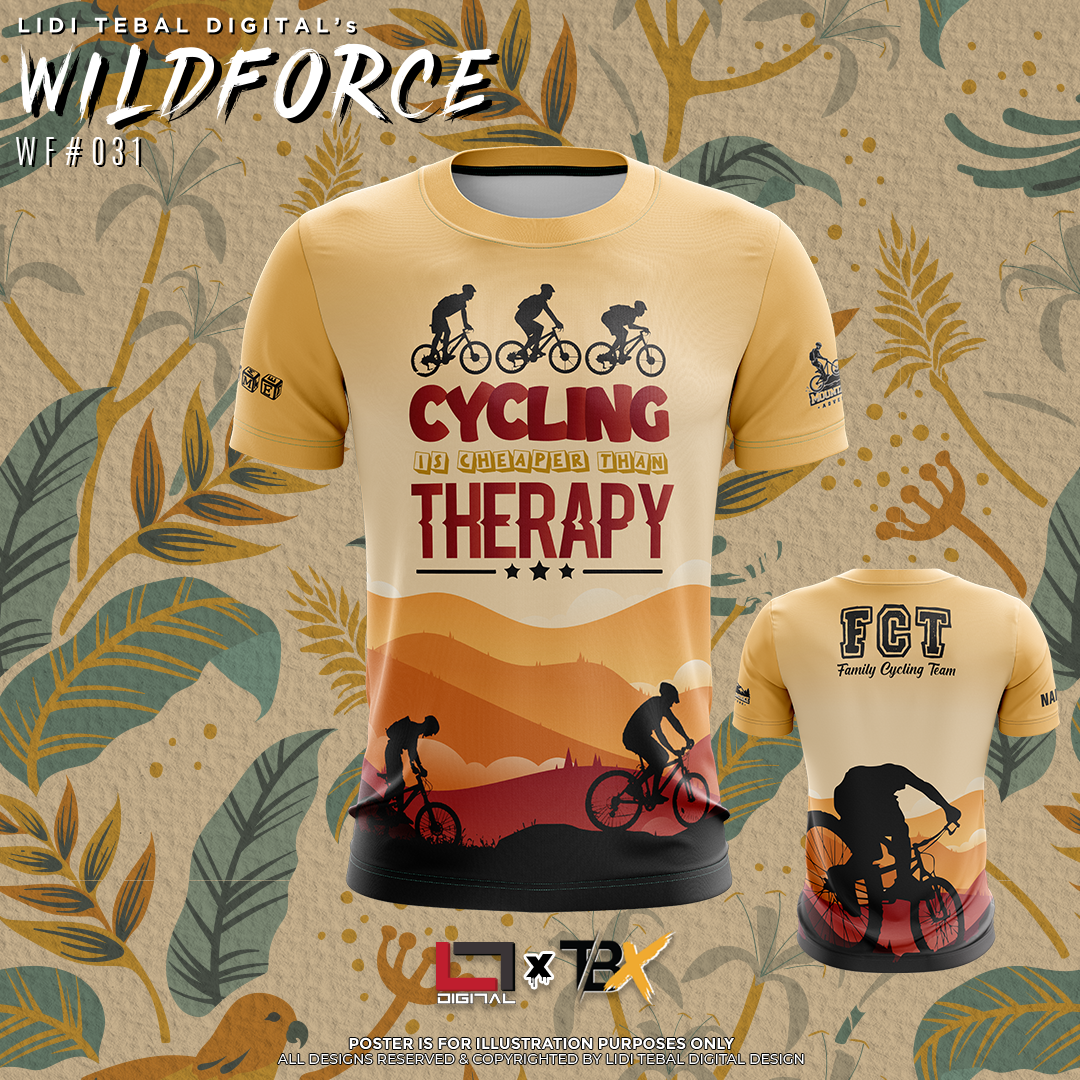 LIDI TEBAL DIGITAL's
WILDFORCE
WF#031
CYCLING
IS CHEAPER THAN
THERAPY
FCT
Family Cycling Team
DIGITAL
X
TBX
POSTER IS FOR ILLUSTRATION PURPOSES ONLY
ALL DESIGNS RESERVED & COPYRIGHTED BY LIDI TEBAL DIGITAL DESIGN